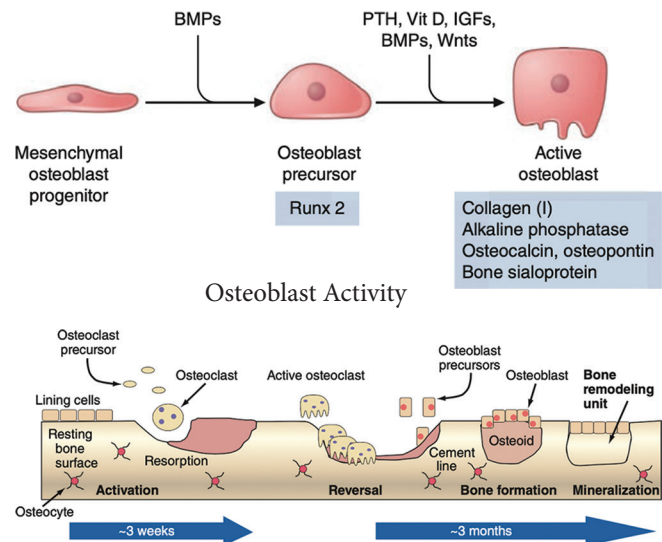 BMPs
PTH, Vit D, IGFs,
BMPs, Wnts
Mesenchymal
osteoblast
progenitor
Osteoblast
precursor
Active
osteoblast
Runx 2
Collagen (I)
Alkaline phosphatase
Osteocalcin, osteopontin
Bone sialoprotein
Osteoblast Activity
Osteoclast
precursor
Lining cells
Osteoclast
Active osteoclast
Osteoblast
precursors
Osteoblast
Bone
remodeling
unit
Resting
bone
surface
Resorption
Cement
line
Osteoid
Osteocyte
Activation
Reversal
Bone formation
Mineralization
~3 weeks
~3 months